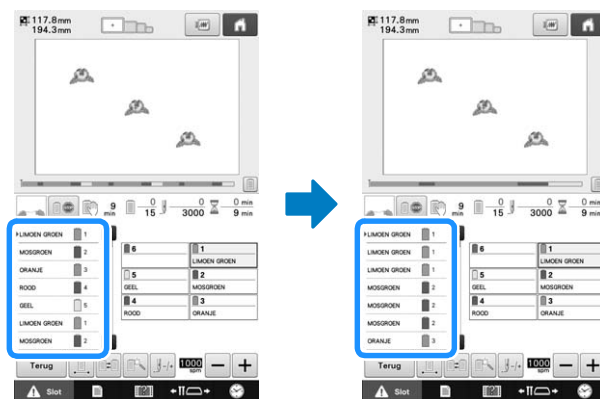 117.8mm
194.3mm
9 min
0 15
0 3000
0 min 9 min
LIMOEN GROEN 1
MOSGROEN 2
ORANJE 3
ROOD 4
GEEL 5
LIMOEN GROEN 1
MOSGROEN 2
6
1 LIMOEN GROEN
5 GEEL
2 MOSGROEN
4 ROOD
3 ORANJE
Terug
1000 spm
Slot
117.8mm
194.3mm
9 min
0 15
0 3000
0 min 9 min
LIMOEN GROEN 1
LIMOEN GROEN 1
LIMOEN GROEN 1
MOSGROEN 2
MOSGROEN 2
MOSGROEN 2
ORANJE 3
6
1 LIMOEN GROEN
5 GEEL
2 MOSGROEN
4 ROOD
3 ORANJE
Terug
1000 spm
Slot